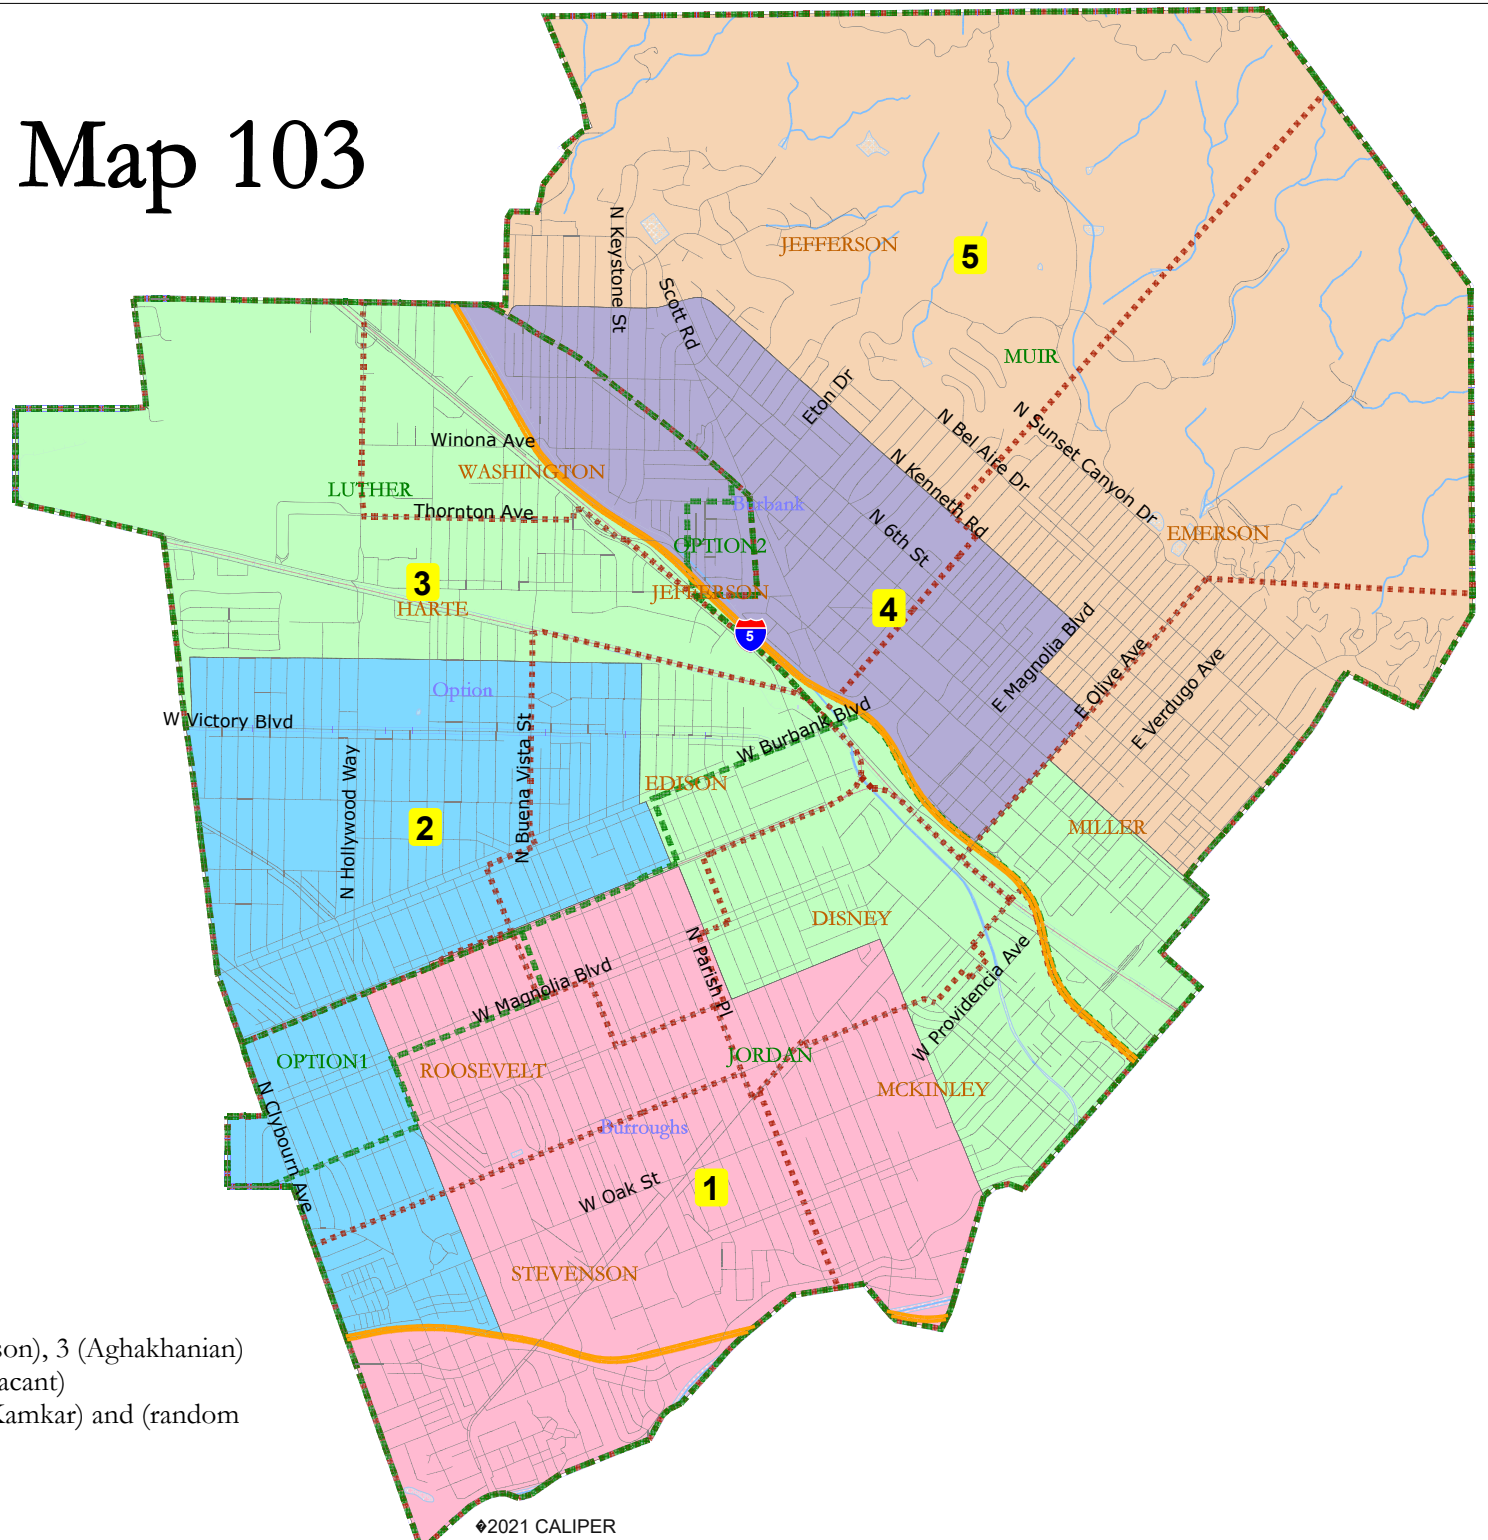 Map 103
N Keystone St
Scott Rd
JEFFERSON
5
MUIR
Eton Dr
N Bel Aire Dr
N Sunset Canyon Dr
N Kenneth Rd
N 6th St
EMERSON
Winona Ave
WASHINGTON
LUTHER
Thornton Ave
Burbank
OPTION2
3
HARTE
JEFFERSON
5
4
E Magnolia Blvd
E Olive Ave
E Verdugo Ave
Option
W Victory Blvd
N Hollywood Way
N Buena Vista St
W Burbank Blvd
EDISON
2
MILLER
DISNEY
N Parish Pl
W Magnolia Blvd
W Providencia Ave
OPTION1
ROOSEVELT
JORDAN
MCKINLEY
N Clybourn Ave
Burroughs
W Oak St
1
STEVENSON
son), 3 (Aghakhanian)
acant)
Kamkar) and (random
�2021 CALIPER